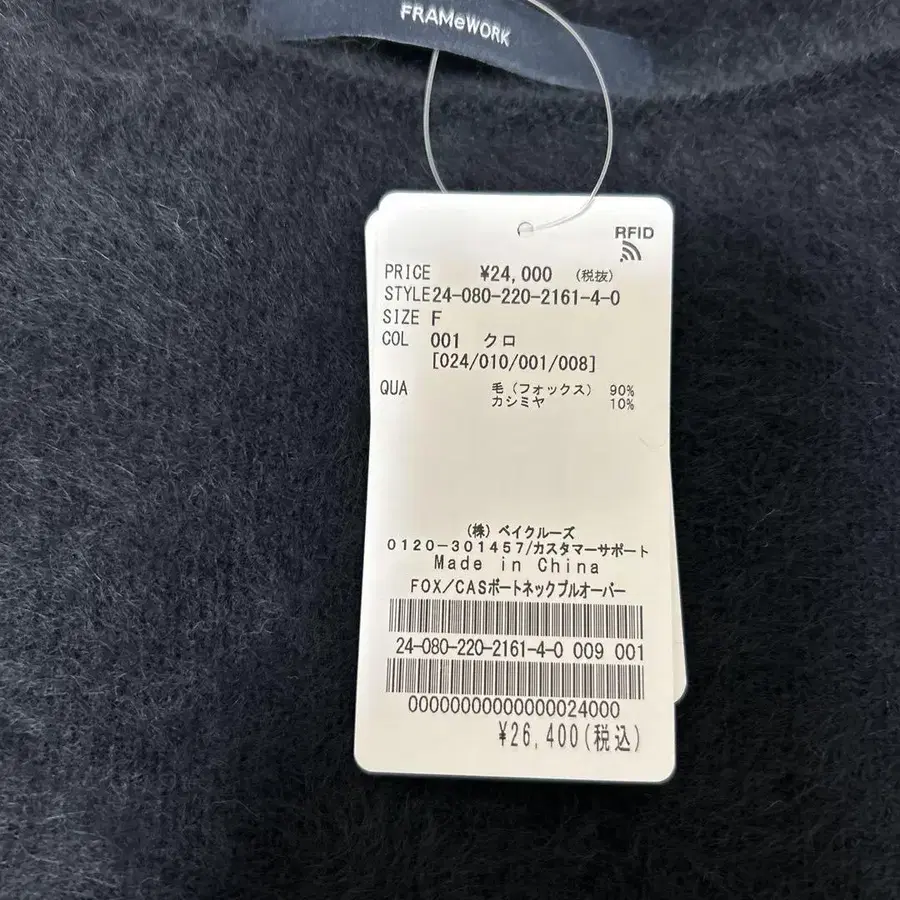 FRAMeWORK
RFID
PRICE ¥24,000 (税抜)
STYLE24-080-220-2161-4-0
SIZE F
COL 001 クロ
[024/010/001/008]
QUA 毛(フォックス) 90%
カシミヤ 10%
(株)ベイクルーズ
0120-301457/カスタマーサポート
Made in China
FOX/CASボートネックプルオーバー
24-080-220-2161-4-0 009 001
00000000000000024000
¥26,400(税込)